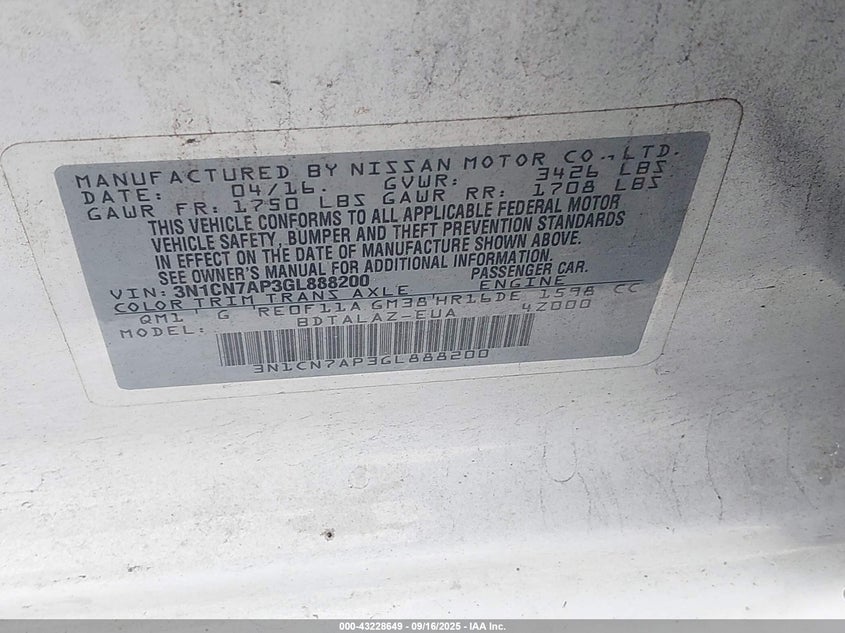 MANUFACTURED BY NISSAN MOTOR CO., LTD.
DATE: 04/16. GVWR: 3426 LBS
GAWR FR: 1750 LBS GAWR RR: 1708 LBS
THIS VEHICLE CONFORMS TO ALL APPLICABLE FEDERAL MOTOR
VEHICLE SAFETY, BUMPER AND THEFT PREVENTION STANDARDS
IN EFFECT ON THE DATE OF MANUFACTURE SHOWN ABOVE.
SEE OWNER'S MANUAL FOR ADDITIONAL INFORMATION.
VIN: 3N1CN7AP3GL888200 PASSENGER CAR.
COLOR TRIM TRANS AXLE ENGINE
QM1 G RE0F11A GM38 HR16DE 1598 CC
MODEL: BDTALAZ-EUA 4Z000
3N1CN7AP3GL888200
000-43228649 - 09/16/2025 - IAA Inc.